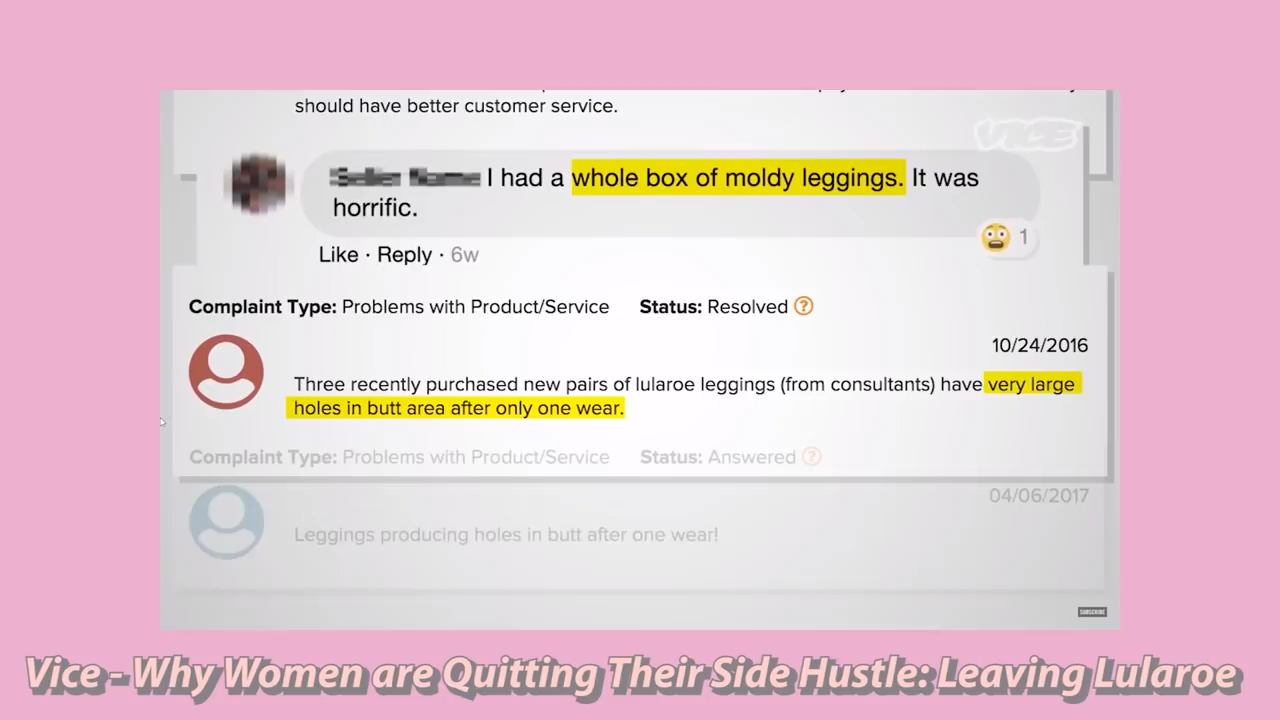 should have better customer service.
VICE
I had a whole box of moldy leggings. It was
horrific.
1
Like · Reply · 6w
Complaint Type: Problems with Product/Service Status: Resolved ?
10/24/2016
Three recently purchased new pairs of lularoe leggings (from consultants) have very large
holes in butt area after only one wear.
Complaint Type: Problems with Product/Service Status: Answered ?
04/06/2017
Leggings producing holes in butt after one wear!
SUBSCRIBE
Vice - Why Women are Quitting Their Side Hustle: Leaving Lularoe